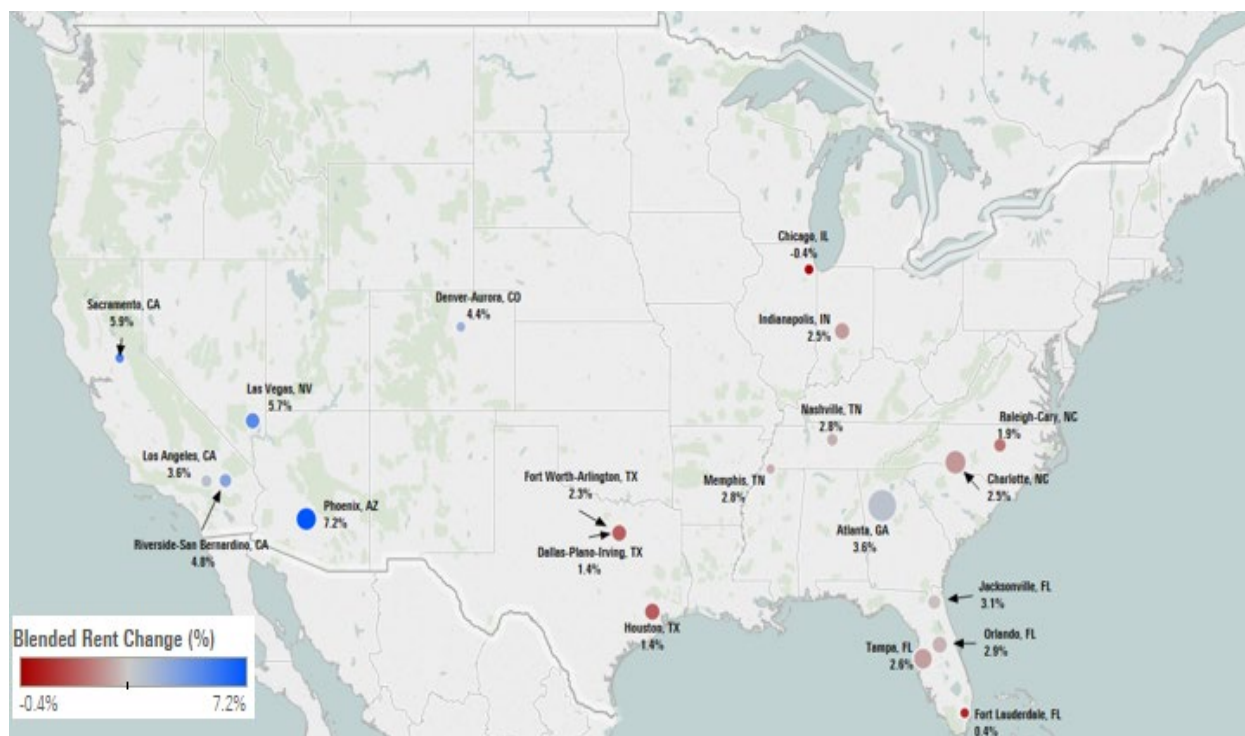 Chicago, IL
-0.4%
Sacramento, CA
5.9%
Denver-Aurora, CO
4.4%
Indianapolis, IN
2.5%
Las Vegas, NV
5.7%
Nashville, TN
2.8%
Raleigh-Cary, NC
1.9%
Los Angeles, CA
3.6%
Fort Worth-Arlington, TX
2.3%
Memphis, TN
2.8%
Charlotte, NC
2.5%
Phoenix, AZ
7.2%
Atlanta, GA
3.6%
Riverside-San Bernardino, CA
4.8%
Dallas-Plano-Irving, TX
1.4%
Jacksonville, FL
3.1%
Houston, TX
1.4%
Orlando, FL
2.9%
Tampa, FL
2.6%
Fort Lauderdale, FL
0.4%
Blended Rent Change (%)
-0.4% 7.2%